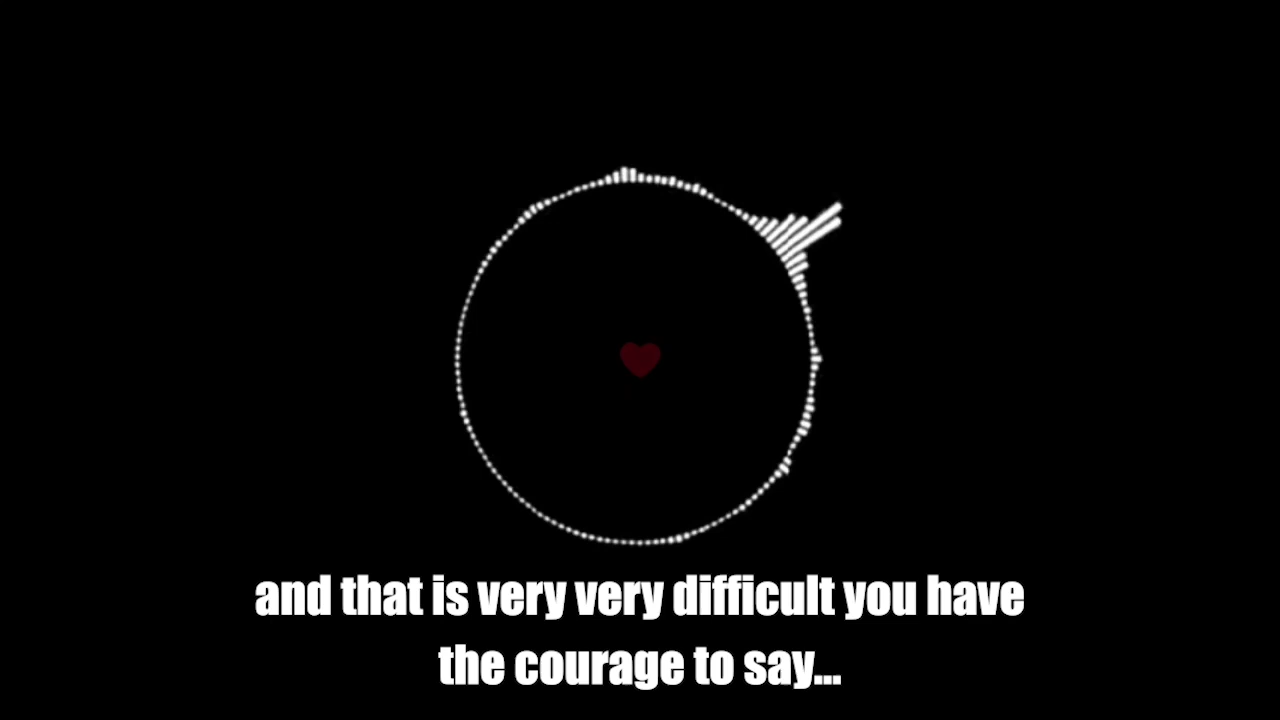 and that is very very difficult you have
the courage to say...